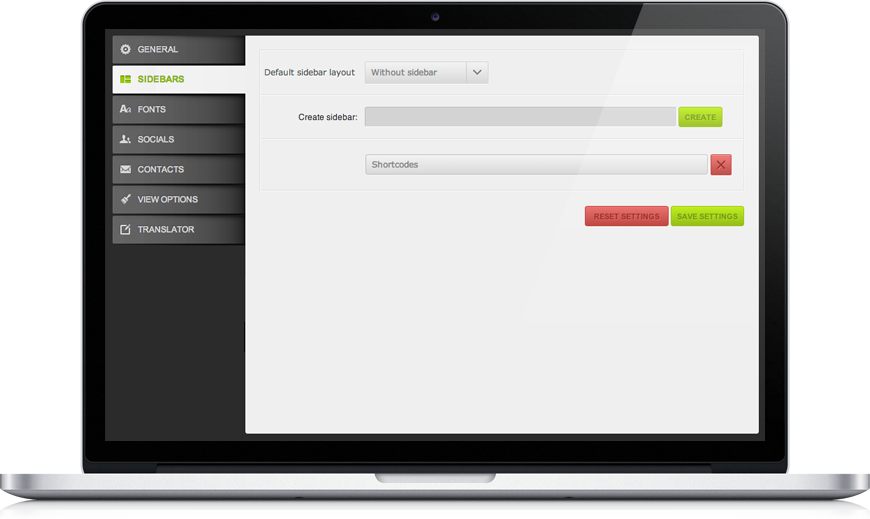 GENERAL
SIDEBARS
FONTS
SOCIALS
CONTACTS
VIEW OPTIONS
TRANSLATOR
Default sidebar layout Without sidebar
Create sidebar: CREATE
Shortcodes
RESET SETTINGS SAVE SETTINGS